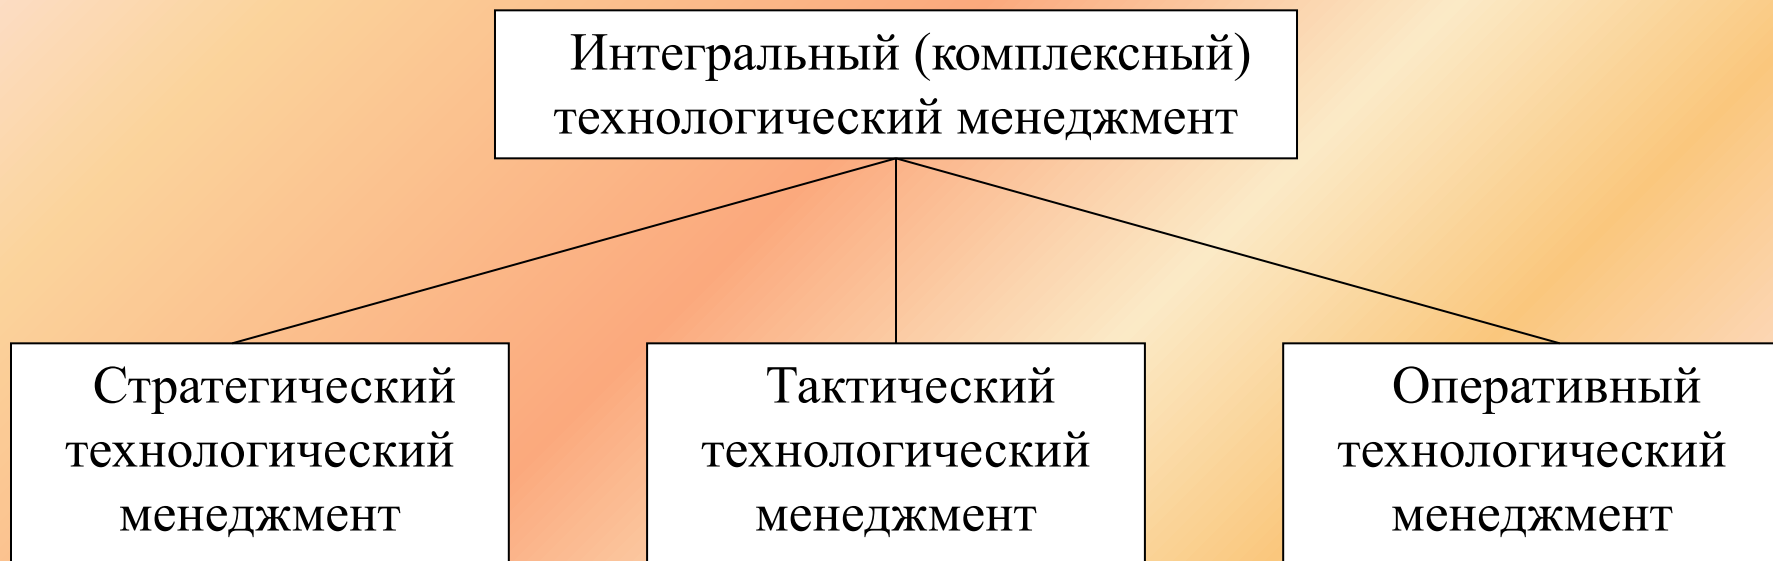 Интегральный (комплексный)
технологический менеджмент
Стратегический
технологический
менеджмент
Тактический
технологический
менеджмент
Оперативный
технологический
менеджмент